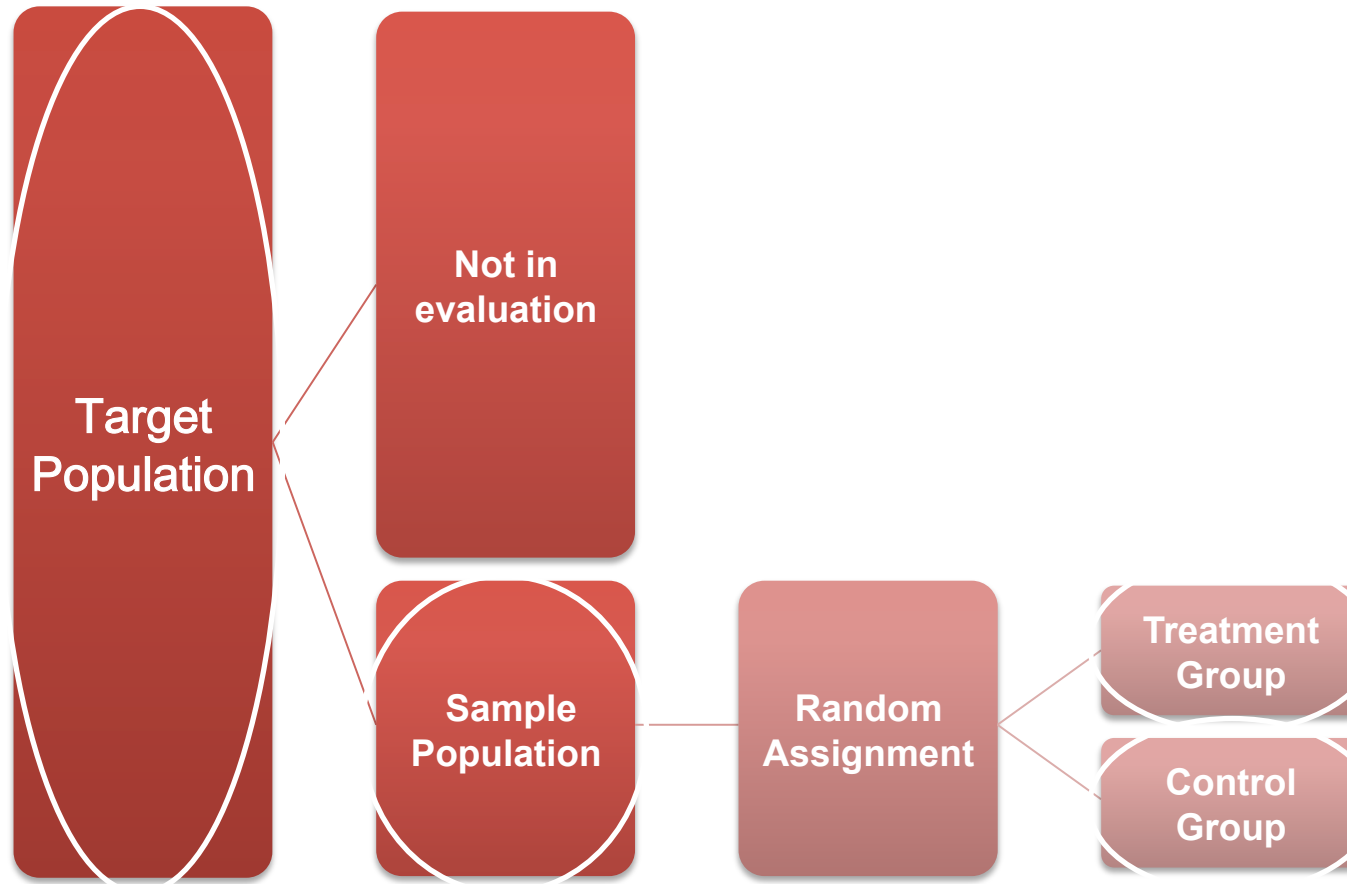 Target
Population
Not in
evaluation
Sample
Population
Random
Assignment
Treatment
Group
Control
Group